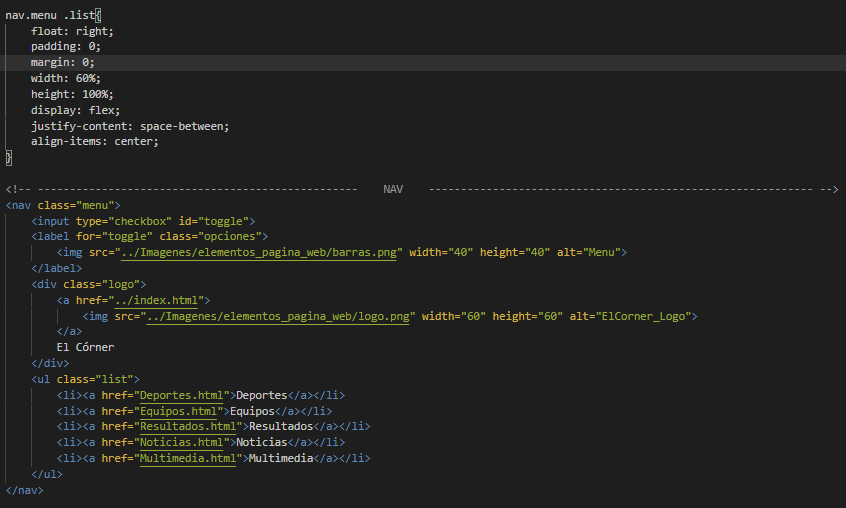 nav.menu .list{
    float: right;
    padding: 0;
    margin: 0;
    width: 60%;
    height: 100%;
    display: flex;
    justify-content: space-between;
    align-items: center;
}
<!-- -------------------------------------------------- NAV ------------------------------------------------------------ -->
<nav class="menu">
    <input type="checkbox" id="toggle">
    <label for="toggle" class="opciones">
        <img src="../Imagenes/elementos_pagina_web/barras.png" width="40" height="40" alt="Menu">
    </label>
    <div class="logo">
        <a href="../index.html">
            <img src="../Imagenes/elementos_pagina_web/logo.png" width="60" height="60" alt="ElCorner_Logo">
        </a>
        El Córner
    </div>
    <ul class="list">
        <li><a href="Deportes.html">Deportes</a></li>
        <li><a href="Equipos.html">Equipos</a></li>
        <li><a href="Resultados.html">Resultados</a></li>
        <li><a href="Noticias.html">Noticias</a></li>
        <li><a href="Multimedia.html">Multimedia</a></li>
    </ul>
</nav>